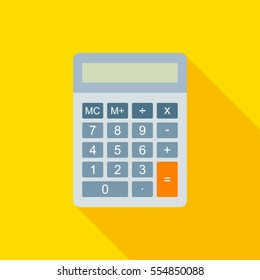 MC M+ ÷ x
7 8 9 -
4 5 6 +
1 2 3 =
0 ·
shutterstock.com · 554850088